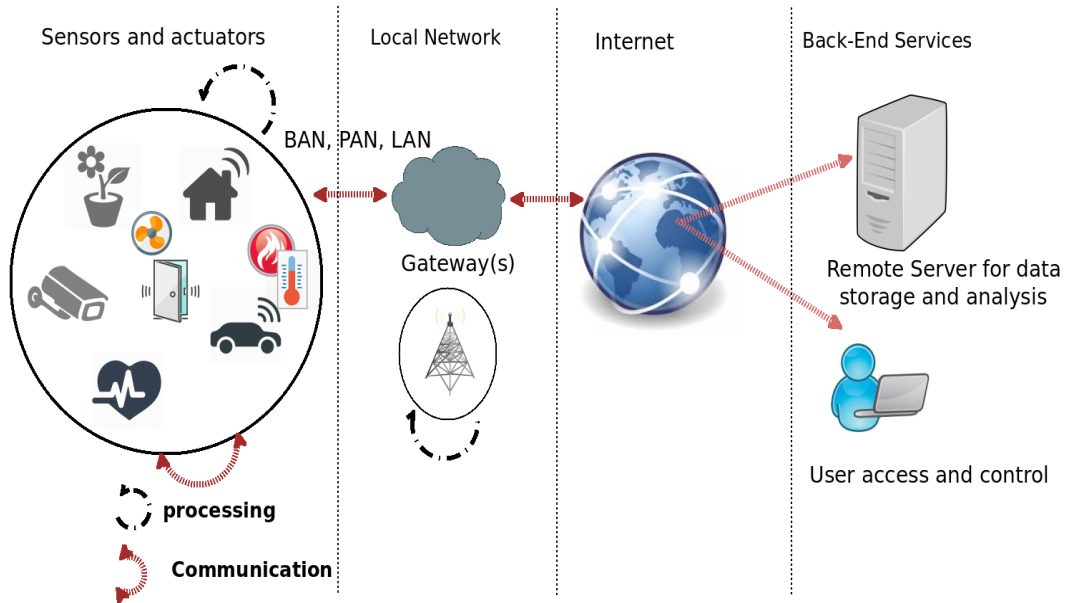 Sensors and actuators
Local Network
Internet
Back-End Services
BAN, PAN, LAN
Gateway(s)
Remote Server for data
storage and analysis
User access and control
processing
Communication